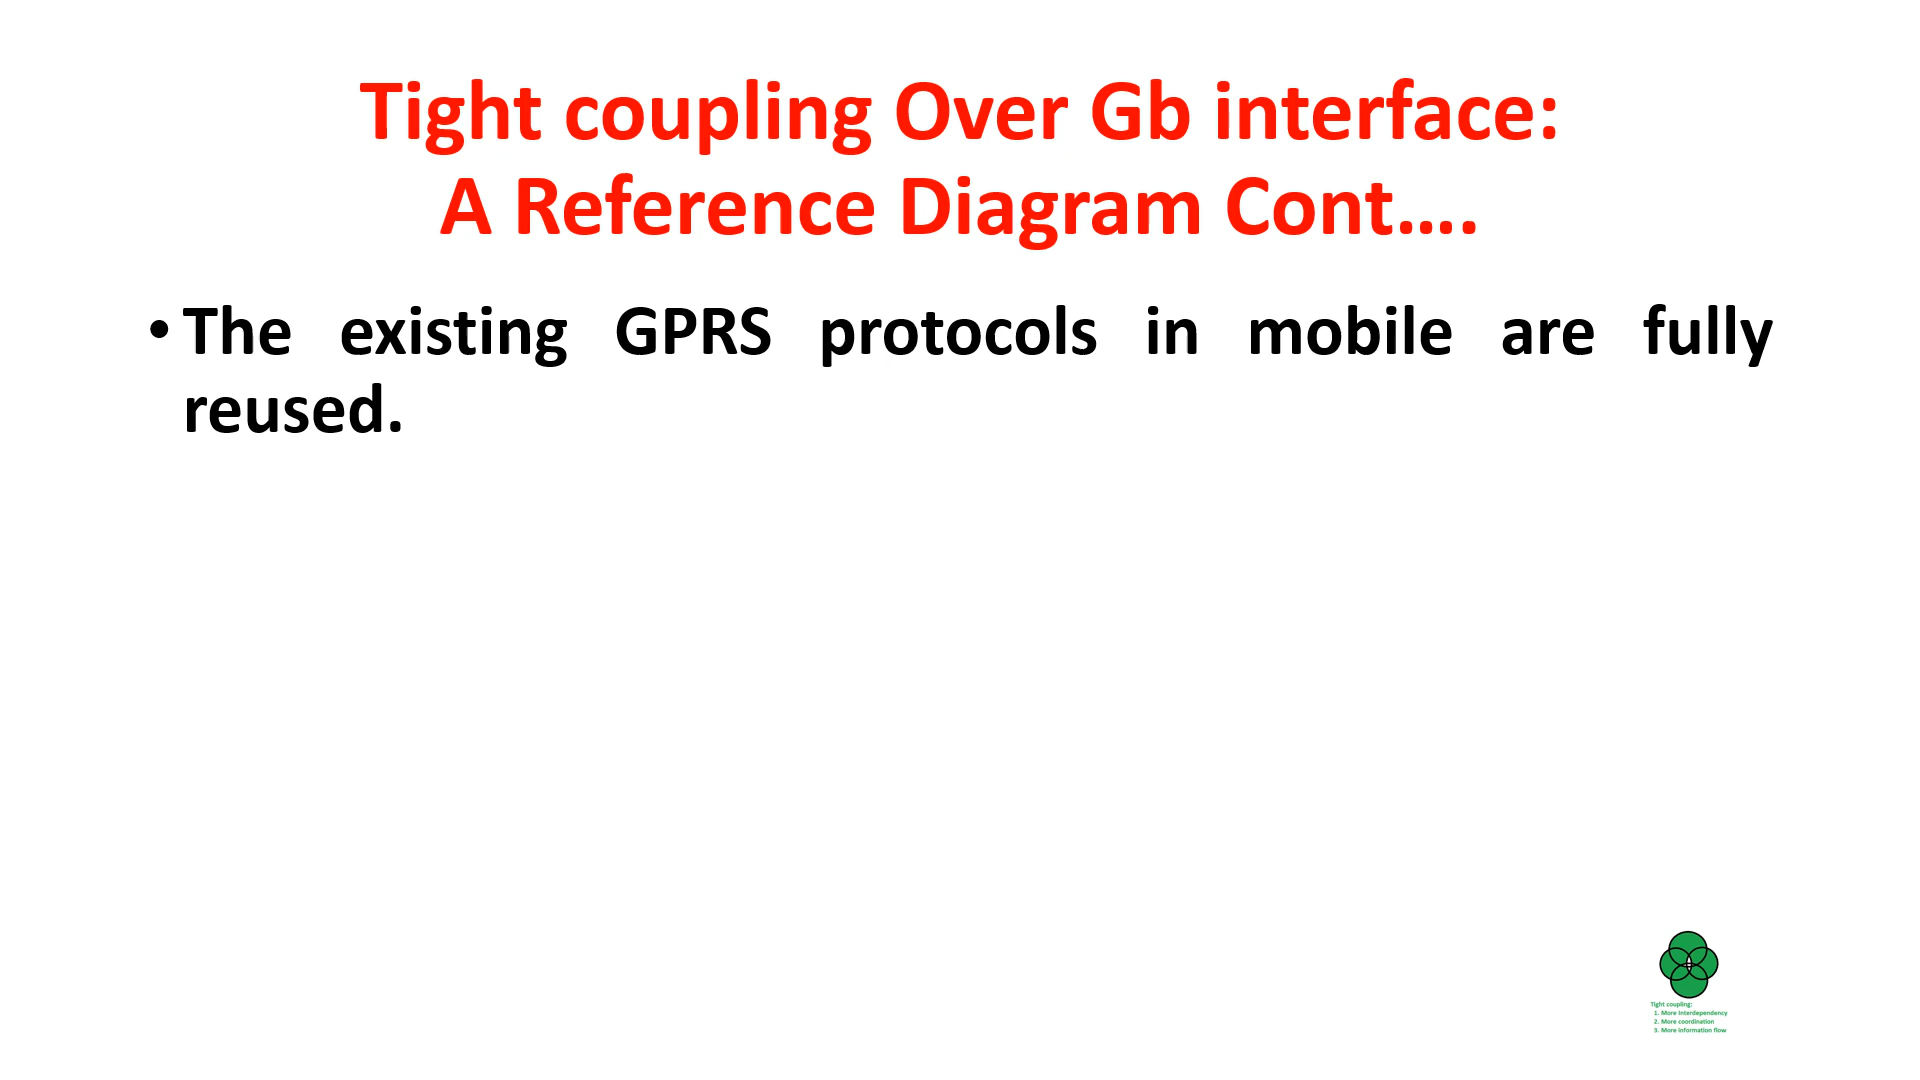 Tight coupling Over Gb interface:
A Reference Diagram Cont….
• The existing GPRS protocols in mobile are fully
reused.
Tight coupling:
1. More Interdependency
2. More coordination
3. More information flow